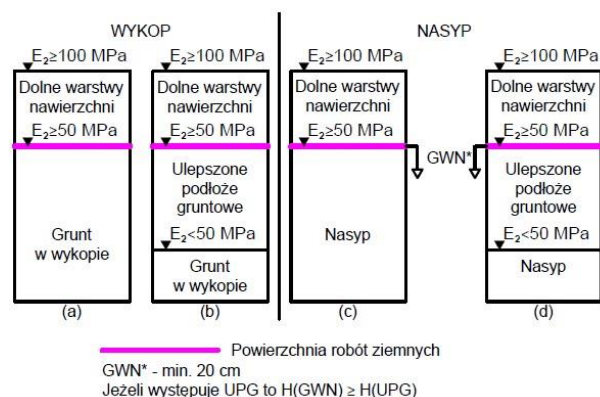 WYKOP
NASYP
E₂≥100 MPa
E₂≥100 MPa
E₂≥100 MPa
E₂≥100 MPa
Dolne warstwy
nawierzchni
Dolne warstwy
nawierzchni
Dolne warstwy
nawierzchni
Dolne warstwy
nawierzchni
E₂≥50 MPa
E₂≥50 MPa
E₂≥50 MPa
E₂≥50 MPa
GWN*
Grunt
w wykopie
Ulepszone
podłoże
gruntowe
E₂<50 MPa
Grunt
w wykopie
Nasyp
Ulepszone
podłoże
gruntowe
E₂<50 MPa
Nasyp
(a)
(b)
(c)
(d)
Powierzchnia robót ziemnych
GWN* - min. 20 cm
Jeżeli występuje UPG to H(GWN) ≥ H(UPG)